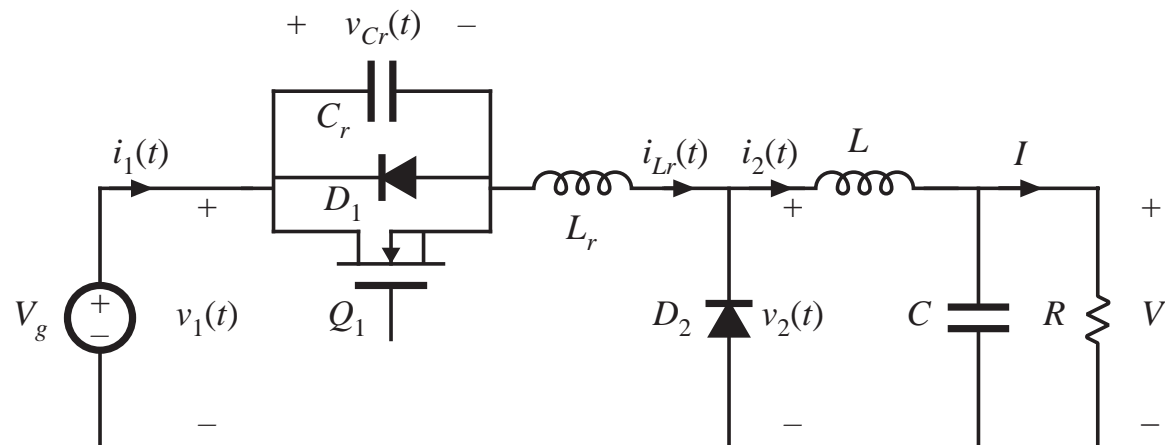 + v_Cr(t) –
C_r
i_1(t)
D_1
i_Lr(t)
i_2(t)
L
I
+
L_r
+
+
V_g
+
–
v_1(t)
Q_1
D_2
v_2(t)
C
R
V
–
–
–